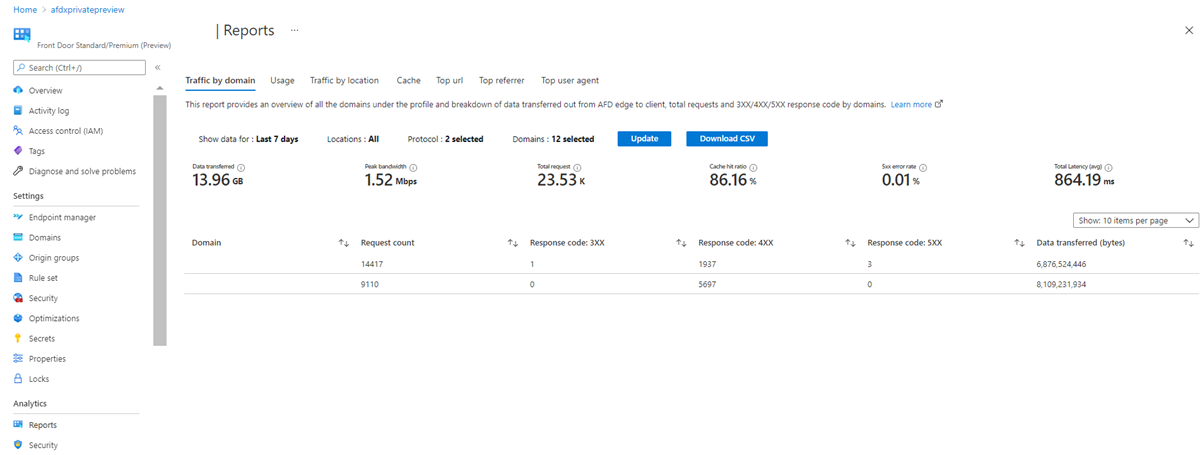 Home > afdxprivatepreview
| Reports ...
Front Door Standard/Premium (Preview)
Search (Ctrl+/) «
Overview
Activity log
Access control (IAM)
Tags
Diagnose and solve problems
Settings
Endpoint manager
Domains
Origin groups
Rule set
Security
Optimizations
Secrets
Properties
Locks
Analytics
Reports
Security
Traffic by domain Usage Traffic by location Cache Top url Top referrer Top user agent
This report provides an overview of all the domains under the profile and breakdown of data transferred out from AFD edge to client, total requests and 3XX/4XX/5XX response code by domains. Learn more
Show data for : Last 7 days Locations : All Protocol : 2 selected Domains : 12 selected Update Download CSV
Data transferred Peak bandwidth Total request Cache hit ratio 5xx error rate Total Latency (avg)
13.96 GB 1.52 Mbps 23.53 K 86.16 % 0.01 % 864.19 ms
Show: 10 items per page
Domain Request count Response code: 3XX Response code: 4XX Response code: 5XX Data transferred (bytes)
14417 1 1937 3 6,876,524,446
9110 0 5697 0 8,109,231,934